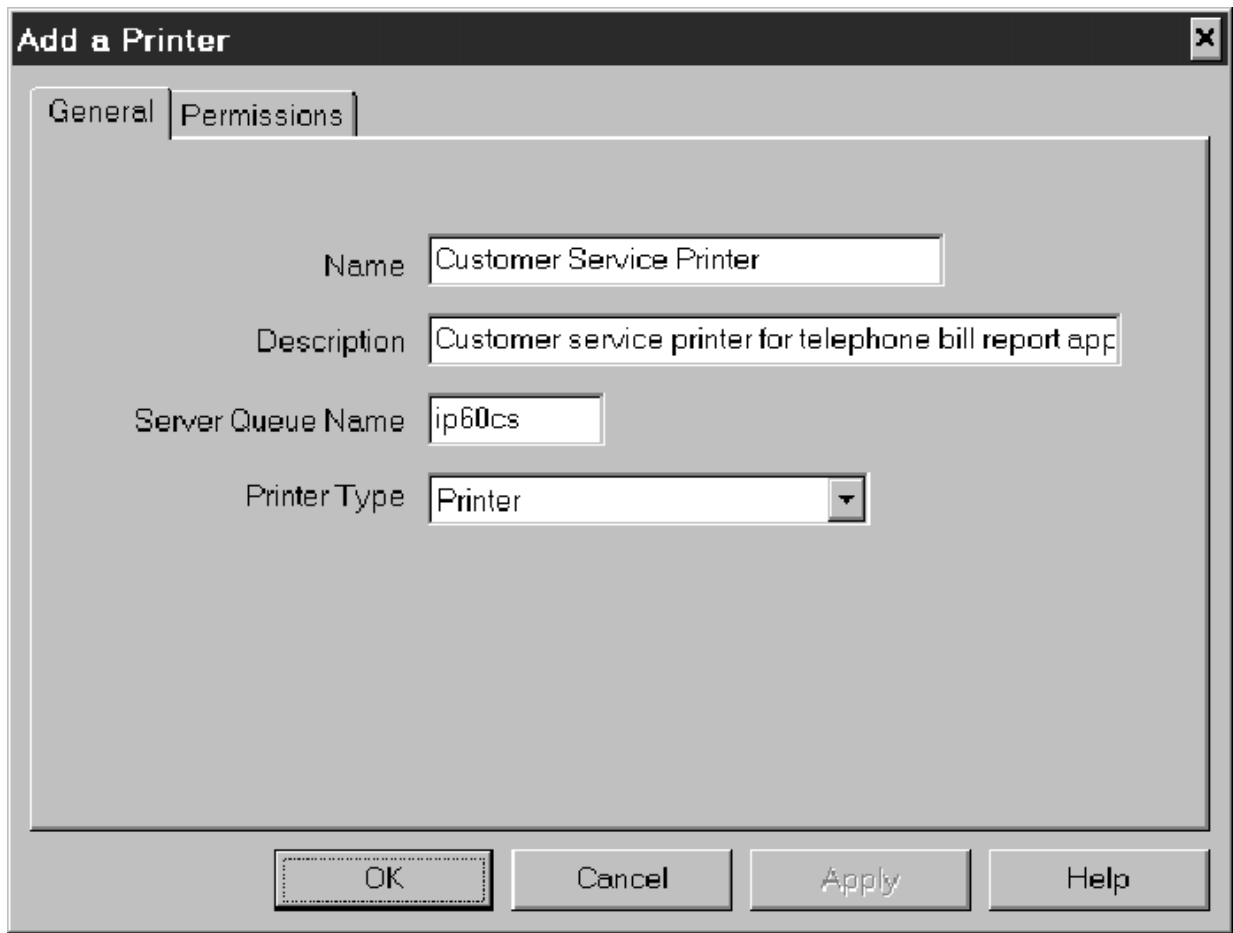 Add a Printer
General Permissions
Name Customer Service Printer
Description Customer service printer for telephone bill report app
Server Queue Name ip60cs
Printer Type Printer
OK Cancel Apply Help